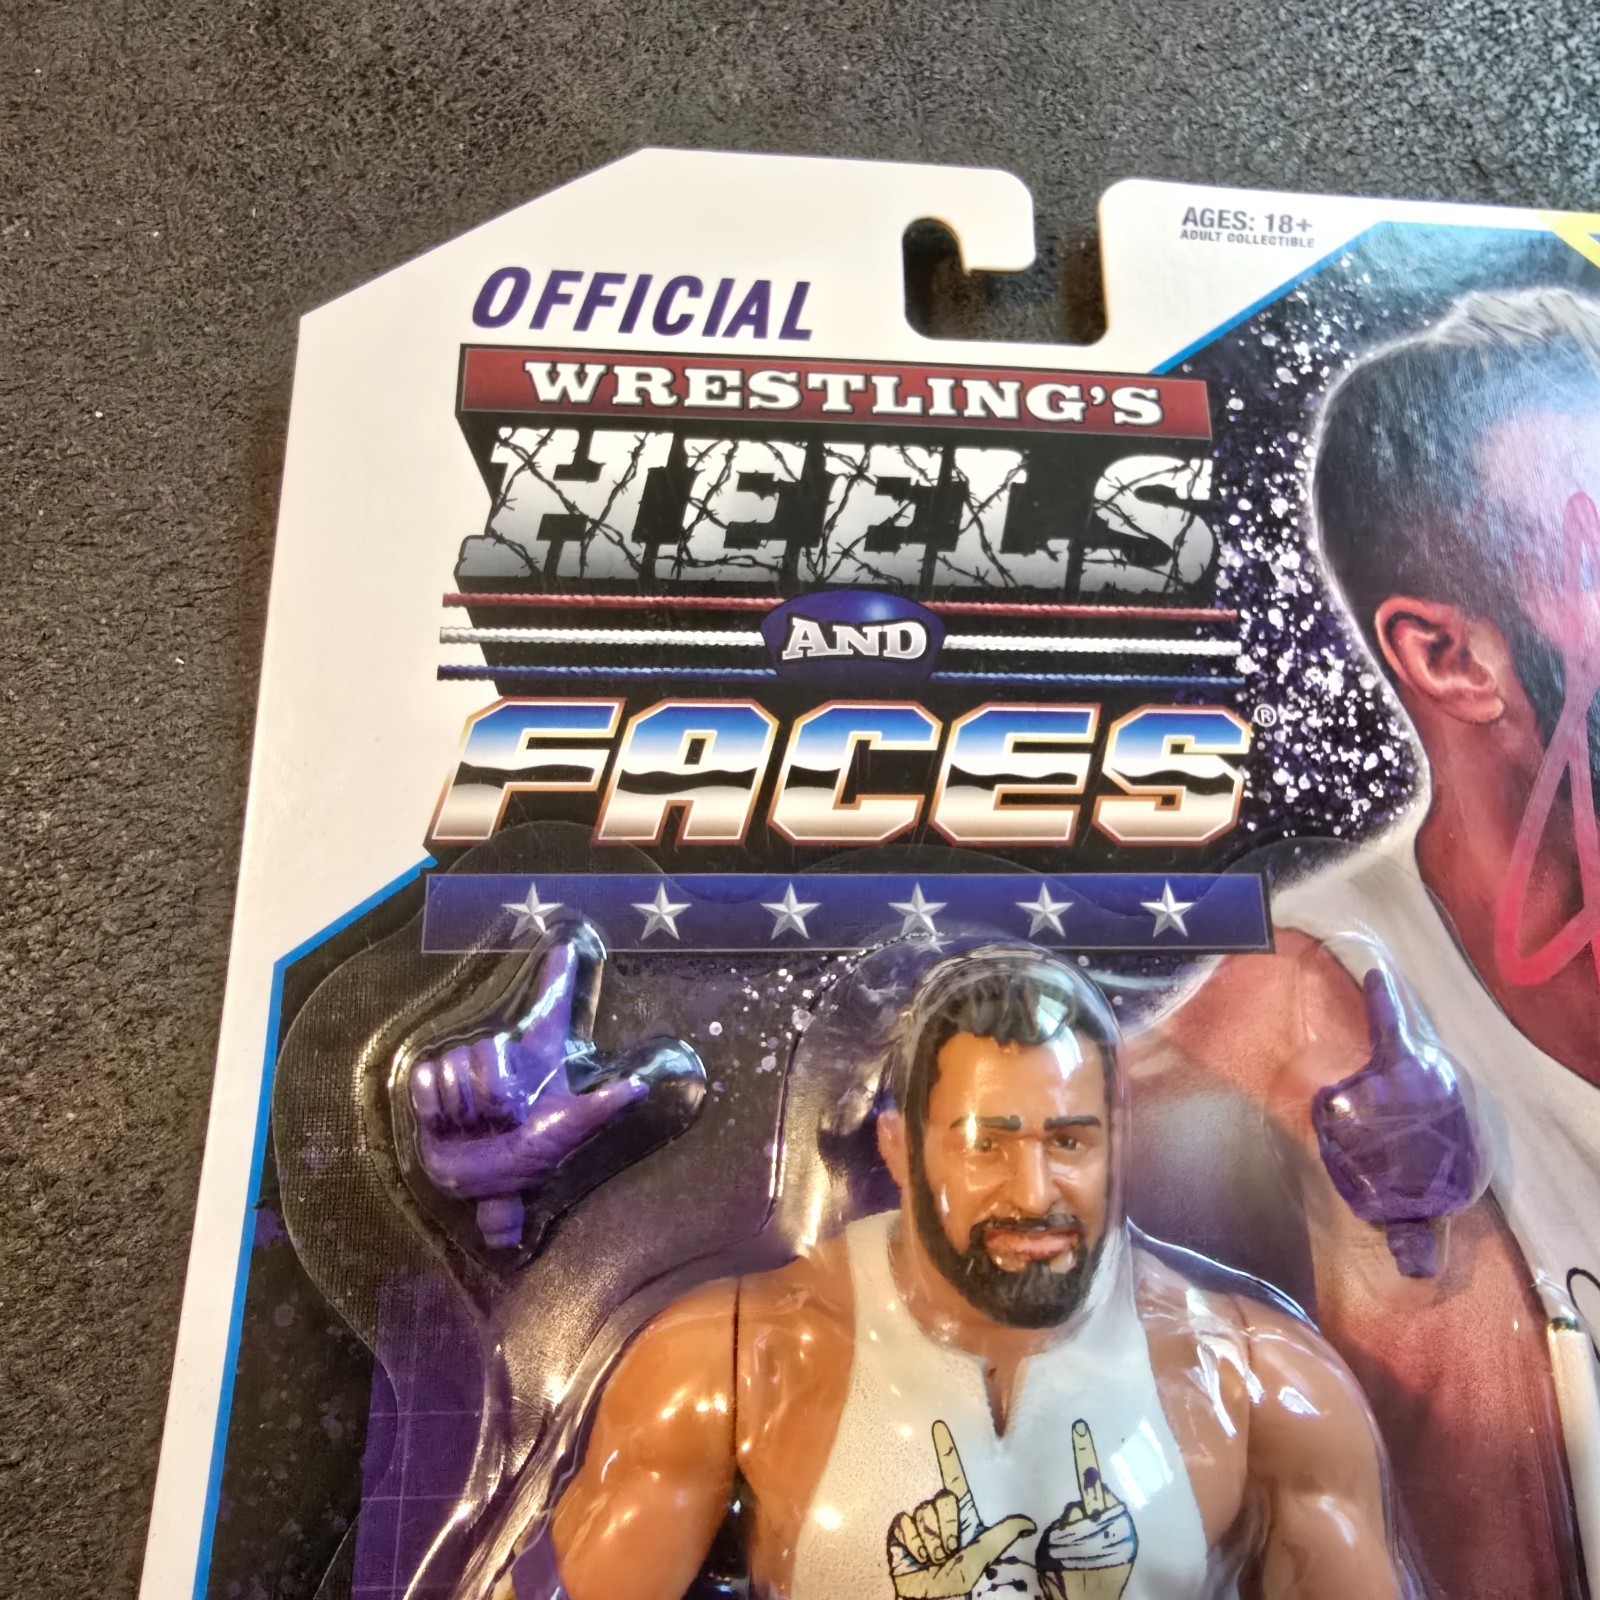 AGES: 18+
ADULT COLLECTIBLE
OFFICIAL
WRESTLING'S
HEELS
AND
FACES®